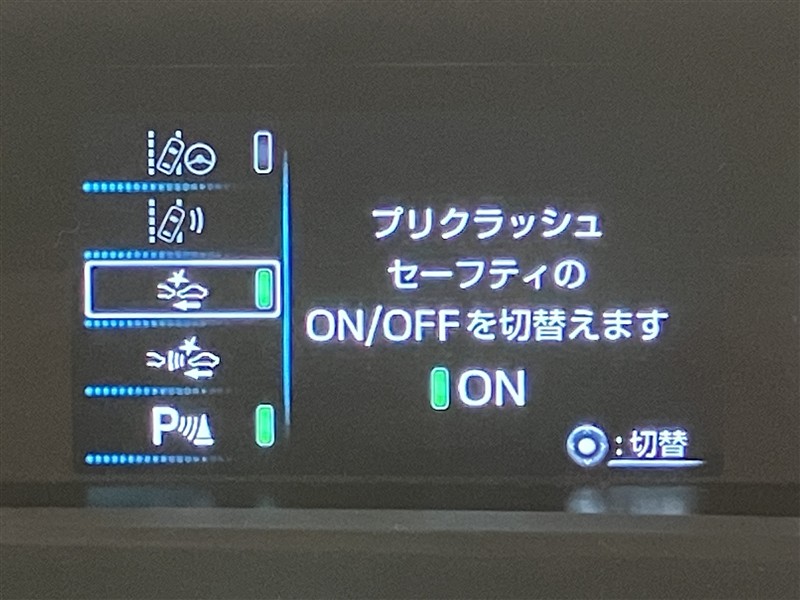 プリクラッシュ
セーフティの
ON/OFFを切替えます
ON
P
:切替